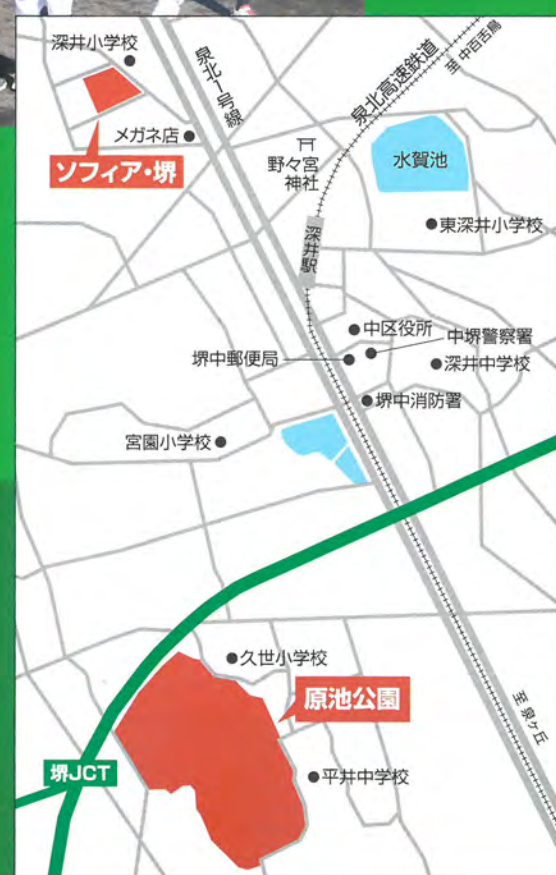 深井小学校
泉北1号線
泉北高速鉄道
至 中百舌鳥
メガネ店
ソフィア・堺
野々宮
神社
水賀池
深井駅
東深井小学校
中区役所
中堺警察署
堺中郵便局
深井中学校
堺中消防署
宮園小学校
久世小学校
原池公園
至 泉ヶ丘
堺JCT
平井中学校